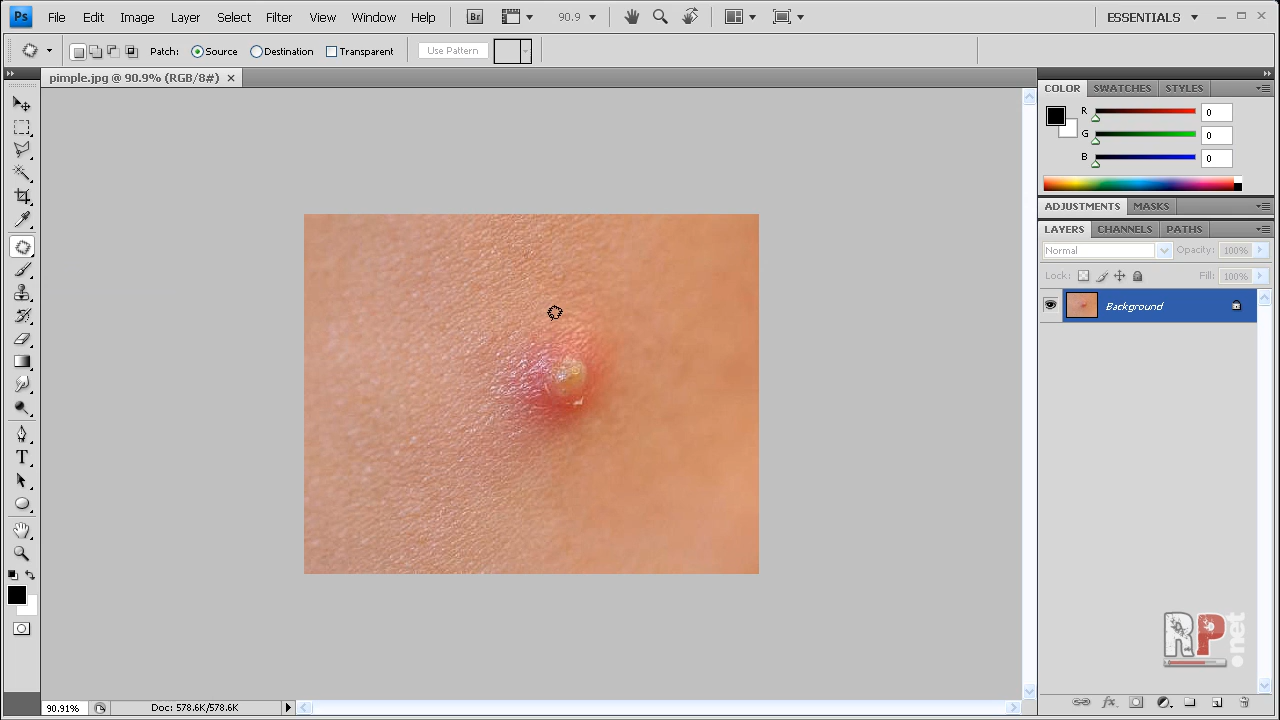 Ps File Edit Image Layer Select Filter View Window Help Br 90.9 ESSENTIALS
Patch: Source Destination Transparent Use Pattern
pimple.jpg @ 90.9% (RGB/8#)
COLOR SWATCHES STYLES
R 0
G 0
B 0
ADJUSTMENTS MASKS
LAYERS CHANNELS PATHS
Normal Opacity: 100%
Lock: Fill: 100%
Background
T
RP.net
90.91% Doc: 578.6K/578.6K fx